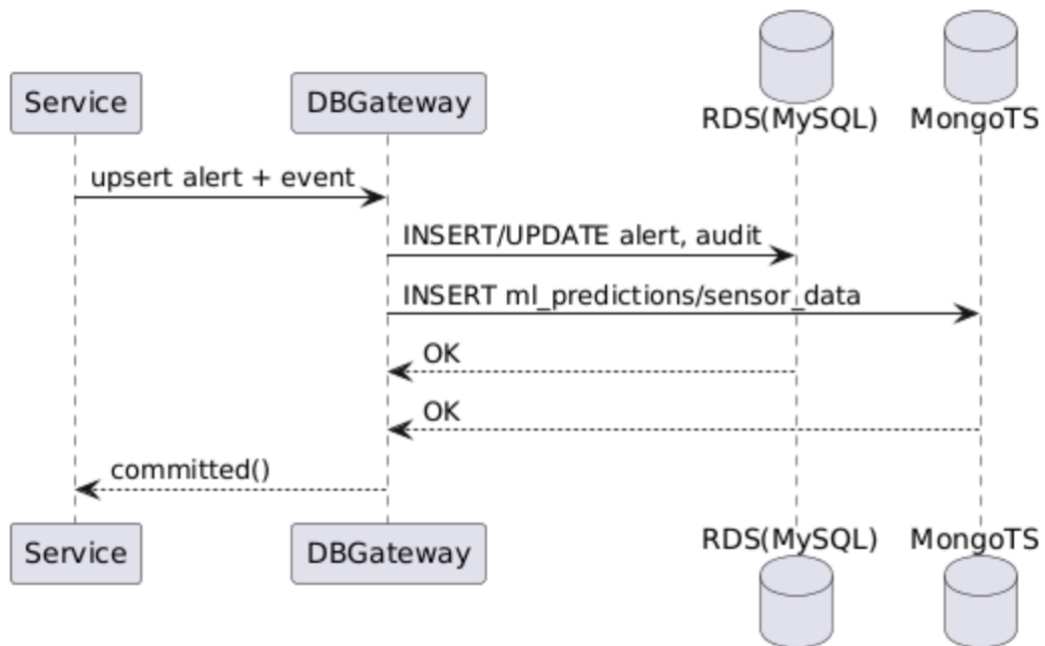 Service
DBGateway
RDS(MySQL)
MongoTS
upsert alert + event
INSERT/UPDATE alert, audit
INSERT ml_predictions/sensor_data
OK
OK
committed()
Service
DBGateway
RDS(MySQL)
MongoTS